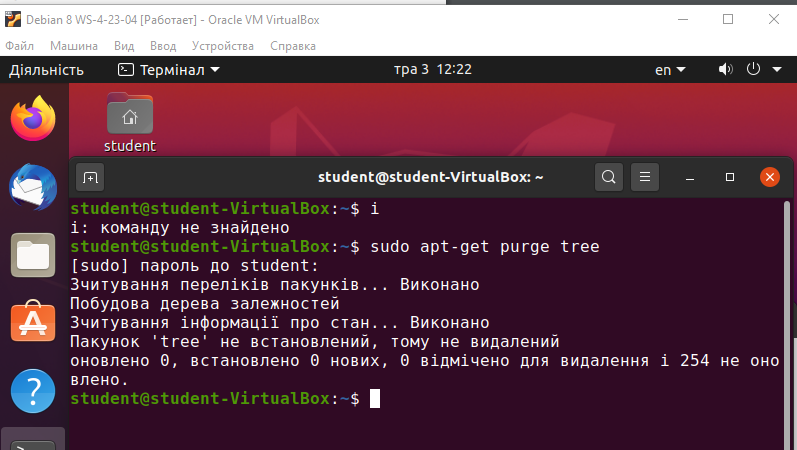 Debian 8 WS-4-23-04 [Работает] - Oracle VM VirtualBox
Файл Машина Вид Ввод Устройства Справка
Діяльність Термінал тра 3 12:22 en
student
student@student-VirtualBox: ~
student@student-VirtualBox:~$ i
i: команду не знайдено
student@student-VirtualBox:~$ sudo apt-get purge tree
[sudo] пароль до student:
Зчитування переліків пакунків... Виконано
Побудова дерева залежностей
Зчитування інформації про стан... Виконано
Пакунок 'tree' не встановлений, тому не видалений
оновлено 0, встановлено 0 нових, 0 відмічено для видалення і 254 не оно
влено.
student@student-VirtualBox:~$